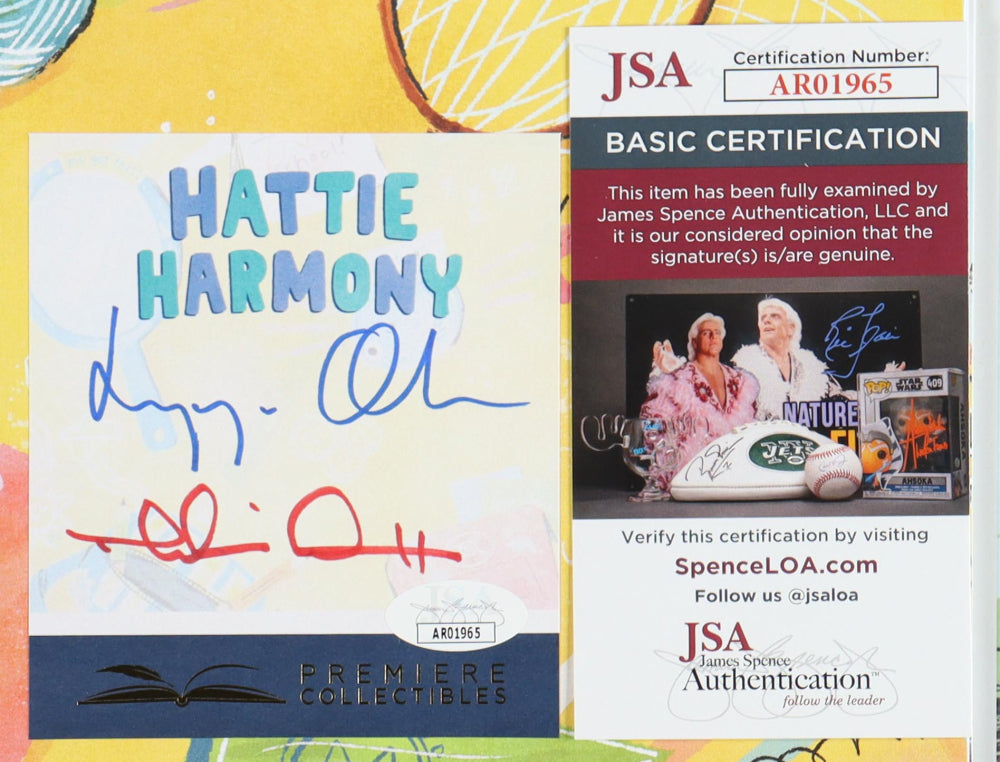 HATTIE
HARMONY
AR01965
PREMIERE
COLLECTIBLES
JSA
Certification Number:
AR01965
BASIC CERTIFICATION
This item has been fully examined by
James Spence Authentication, LLC and
it is our considered opinion that the
signature(s) is/are genuine.
NATURE
JETS
POP!
STAR WARS
409
AHSOKA
Verify this certification by visiting
SpenceLOA.com
Follow us @jsaloa
JSA
James Spence
Authentication™
follow the leader